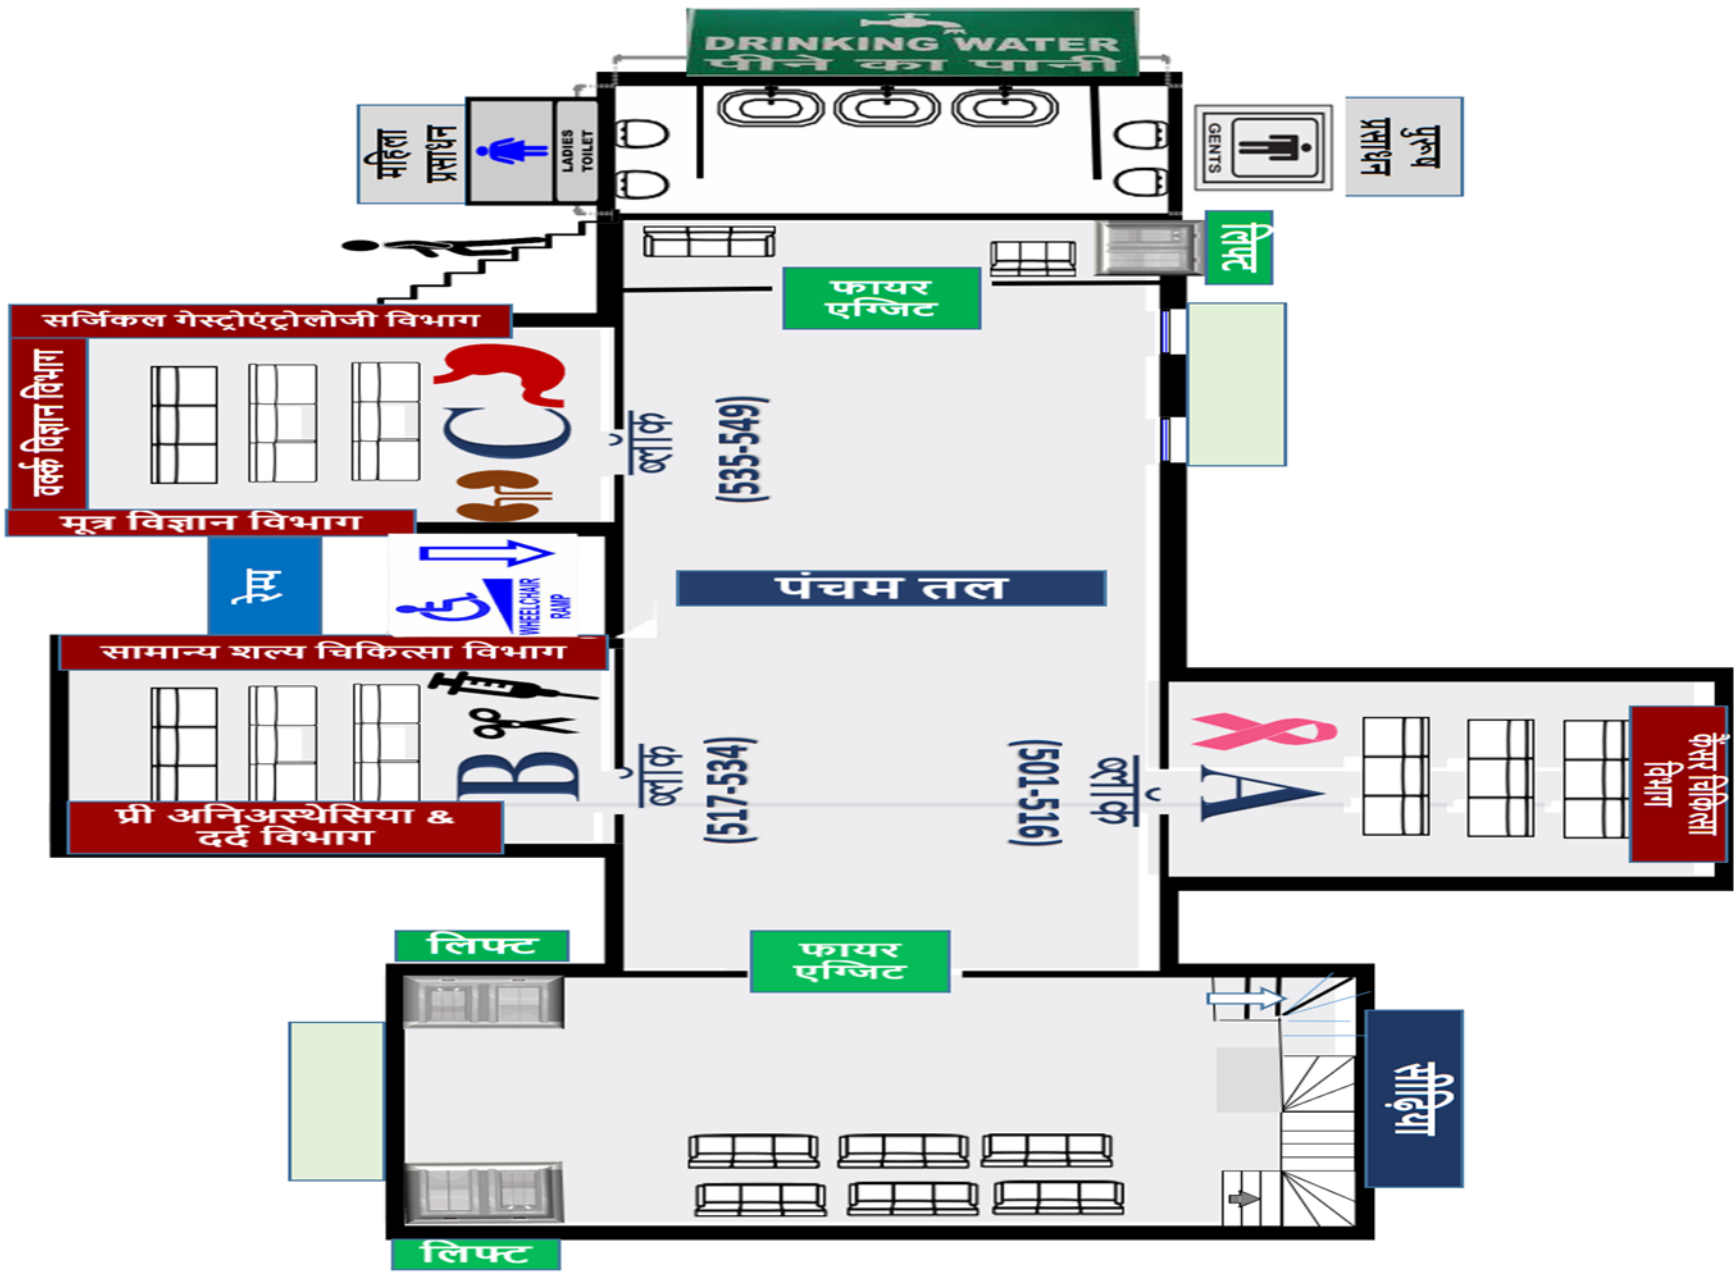 DRINKING WATER
पीने का पानी
महिला
प्रसाधन
LADIES
TOILET
GENTS
पुरुष
प्रसाधन
लिफ्ट
फायर
एग्जिट
सर्जिकल गेस्ट्रोएंट्रोलोजी विभाग
वर्क्क विज्ञान विभाग
C
ब्लॉक
(535-549)
मूत्र विज्ञान विभाग
रेम्प
WHEELCHAIR
RAMP
पंचम तल
सामान्य शल्य चिकित्सा विभाग
B
ब्लॉक
(517-534)
(501-516)
ब्लॉक
A
कैंसर चिकित्सा
विभाग
प्री अनिअस्थेसिया &
दर्द विभाग
लिफ्ट
फायर
एग्जिट
सीढ़िया
लिफ्ट